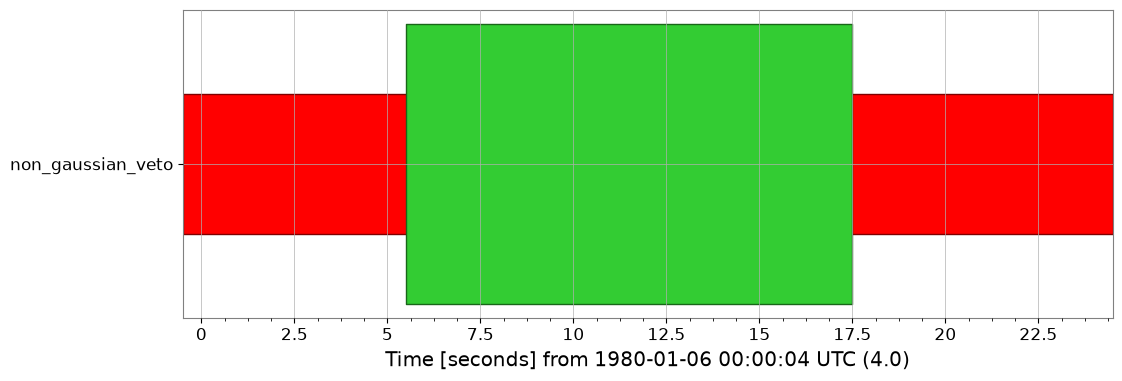 non_gaussian_veto
0 2.5 5 7.5 10 12.5 15 17.5 20 22.5
Time [seconds] from 1980-01-06 00:00:04 UTC (4.0)